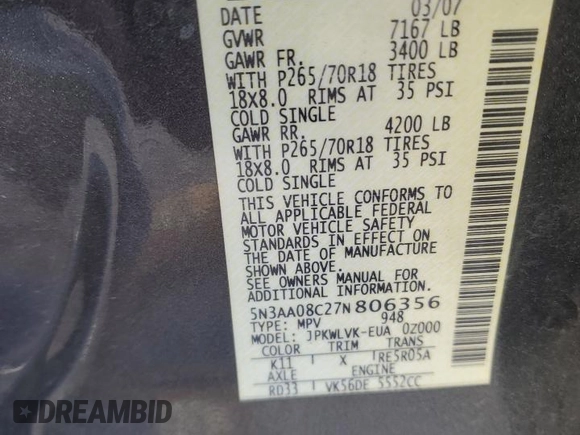 DATE 03/07
GVWR 7167 LB
GAWR FR. 3400 LB
WITH P265/70R18 TIRES
18X8.0 RIMS AT 35 PSI
COLD SINGLE
GAWR RR. 4200 LB
WITH P265/70R18 TIRES
18X8.0 RIMS AT 35 PSI
COLD SINGLE
THIS VEHICLE CONFORMS TO
ALL APPLICABLE FEDERAL
MOTOR VEHICLE SAFETY
STANDARDS IN EFFECT ON
THE DATE OF MANUFACTURE
SHOWN ABOVE.
SEE OWNERS MANUAL FOR
ADDITIONAL INFORMATION
5N3AA08C27N806356
TYPE: MPV 948
MODEL: JPKWLVK-EUA 0Z000
COLOR TRIM TRANS
K11 X RE5R05A
AXLE ENGINE
RD33 VK56DE 5552CC
DREAMBID